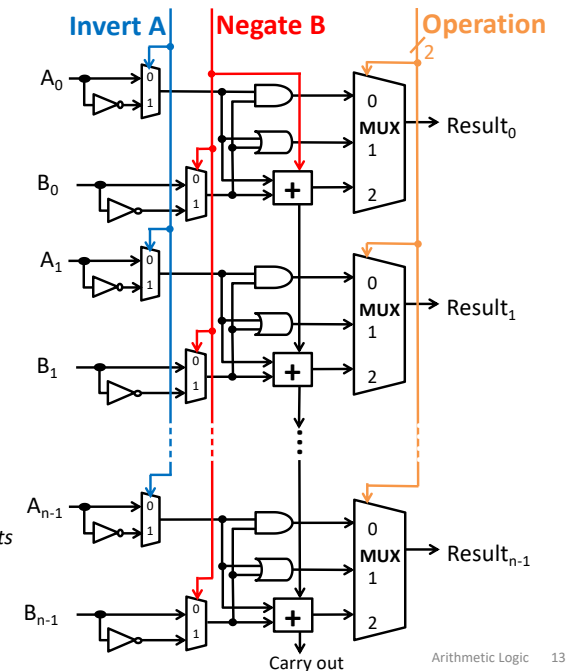 Invert A Negate B Operation
2
A0
0
1
0
MUX
1
2
Result0
B0
0
1
+
A1
0
1
0
MUX
1
2
Result1
B1
0
1
+
An-1
0
1
ts
0
MUX
1
2
Resultn-1
Bn-1
0
1
+
Carry out
Arithmetic Logic 13